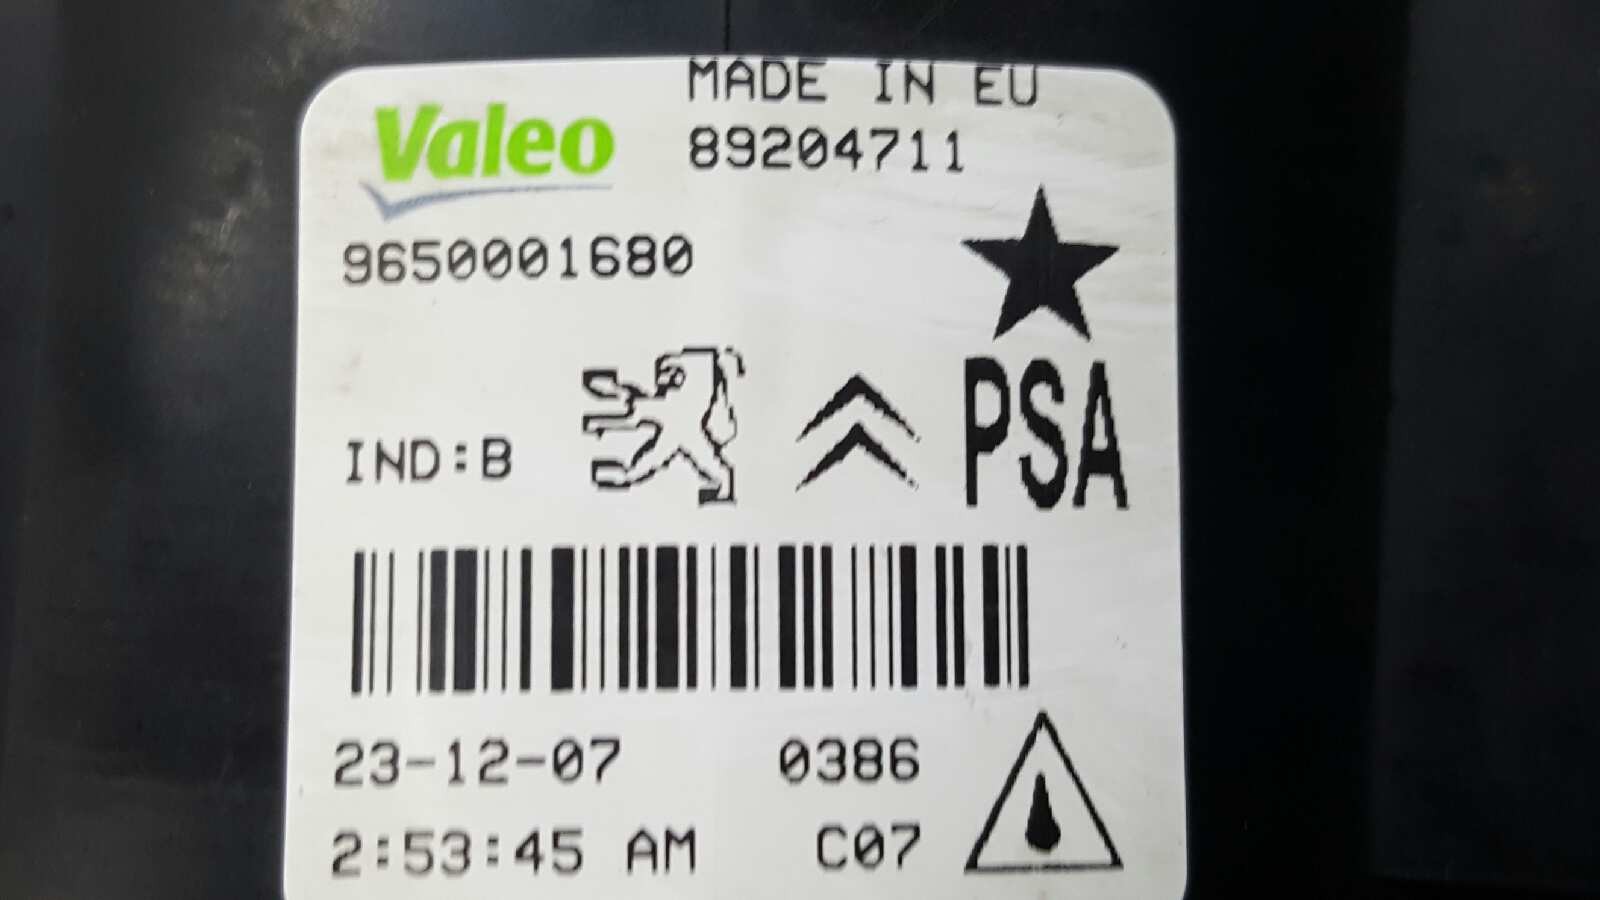 MADE IN EU
Valeo
89204711
9650001680
IND:B
PSA
23-12-07 0386
2:53:45 AM C07